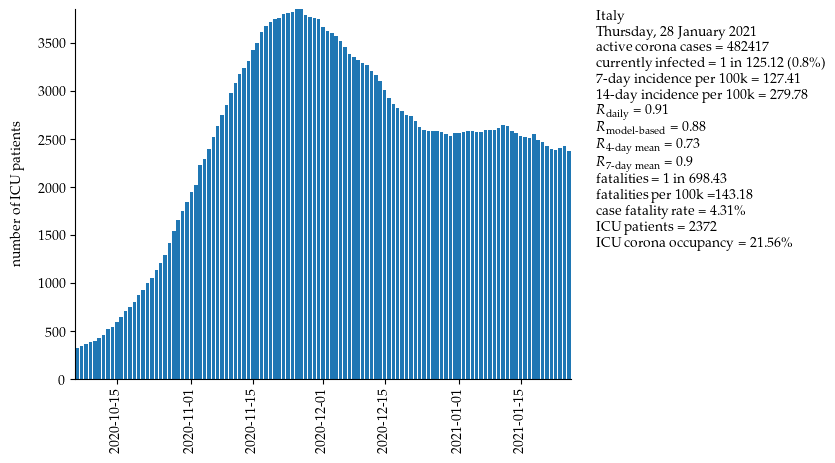 number of ICU patients
3500
3000
2500
2000
1500
1000
500
0
2020-10-15
2020-11-01
2020-11-15
2020-12-01
2020-12-15
2021-01-01
2021-01-15
Italy
Thursday, 28 January 2021
active corona cases = 482417
currently infected = 1 in 125.12 (0.8%)
7-day incidence per 100k = 127.41
14-day incidence per 100k = 279.78
R daily = 0.91
R model-based = 0.88
R 4-day mean = 0.73
R 7-day mean = 0.9
fatalities = 1 in 698.43
fatalities per 100k =143.18
case fatality rate = 4.31%
ICU patients = 2372
ICU corona occupancy = 21.56%